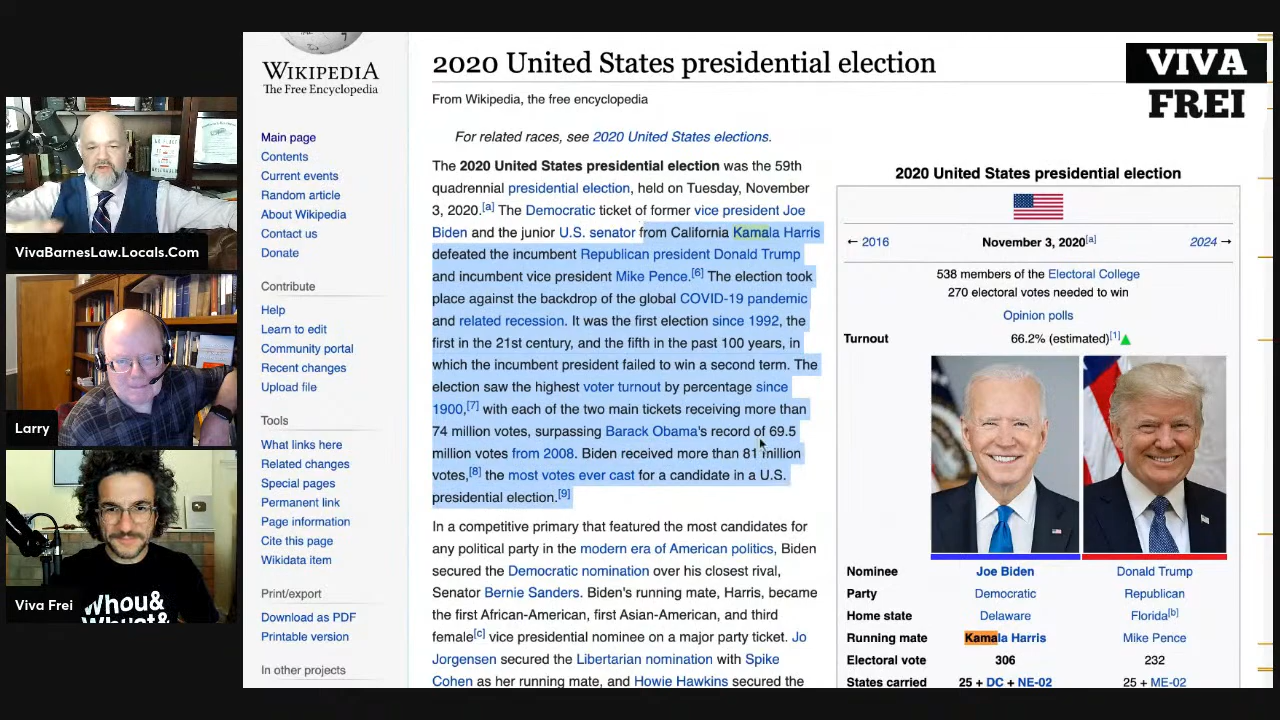 VivaBarnesLaw.Locals.Com
Larry
Viva Frei
Whou&
WIKIPEDIA
The Free Encyclopedia
Main page
Contents
Current events
Random article
About Wikipedia
Contact us
Donate
Contribute
Help
Learn to edit
Community portal
Recent changes
Upload file
Tools
What links here
Related changes
Special pages
Permanent link
Page information
Cite this page
Wikidata item
Print/export
Download as PDF
Printable version
In other projects
2020 United States presidential election
From Wikipedia, the free encyclopedia
For related races, see 2020 United States elections.
The 2020 United States presidential election was the 59th
quadrennial presidential election, held on Tuesday, November
3, 2020.[a] The Democratic ticket of former vice president Joe
Biden and the junior U.S. senator from California Kamala Harris
defeated the incumbent Republican president Donald Trump
and incumbent vice president Mike Pence.[6] The election took
place against the backdrop of the global COVID-19 pandemic
and related recession. It was the first election since 1992, the
first in the 21st century, and the fifth in the past 100 years, in
which the incumbent president failed to win a second term. The
election saw the highest voter turnout by percentage since
1900,[7] with each of the two main tickets receiving more than
74 million votes, surpassing Barack Obama's record of 69.5
million votes from 2008. Biden received more than 81 million
votes,[8] the most votes ever cast for a candidate in a U.S.
presidential election.[9]
In a competitive primary that featured the most candidates for
any political party in the modern era of American politics, Biden
secured the Democratic nomination over his closest rival,
Senator Bernie Sanders. Biden's running mate, Harris, became
the first African-American, first Asian-American, and third
female[c] vice presidential nominee on a major party ticket. Jo
Jorgensen secured the Libertarian nomination with Spike
Cohen as her running mate, and Howie Hawkins secured the
VIVA
FREI
2020 United States presidential election
← 2016 November 3, 2020[a] 2024 →
538 members of the Electoral College
270 electoral votes needed to win
Opinion polls
Turnout 66.2% (estimated)[1]
Nominee Joe Biden Donald Trump
Party Democratic Republican
Home state Delaware Florida[b]
Running mate Kamala Harris Mike Pence
Electoral vote 306 232
States carried 25 + DC + NE-02 25 + ME-02